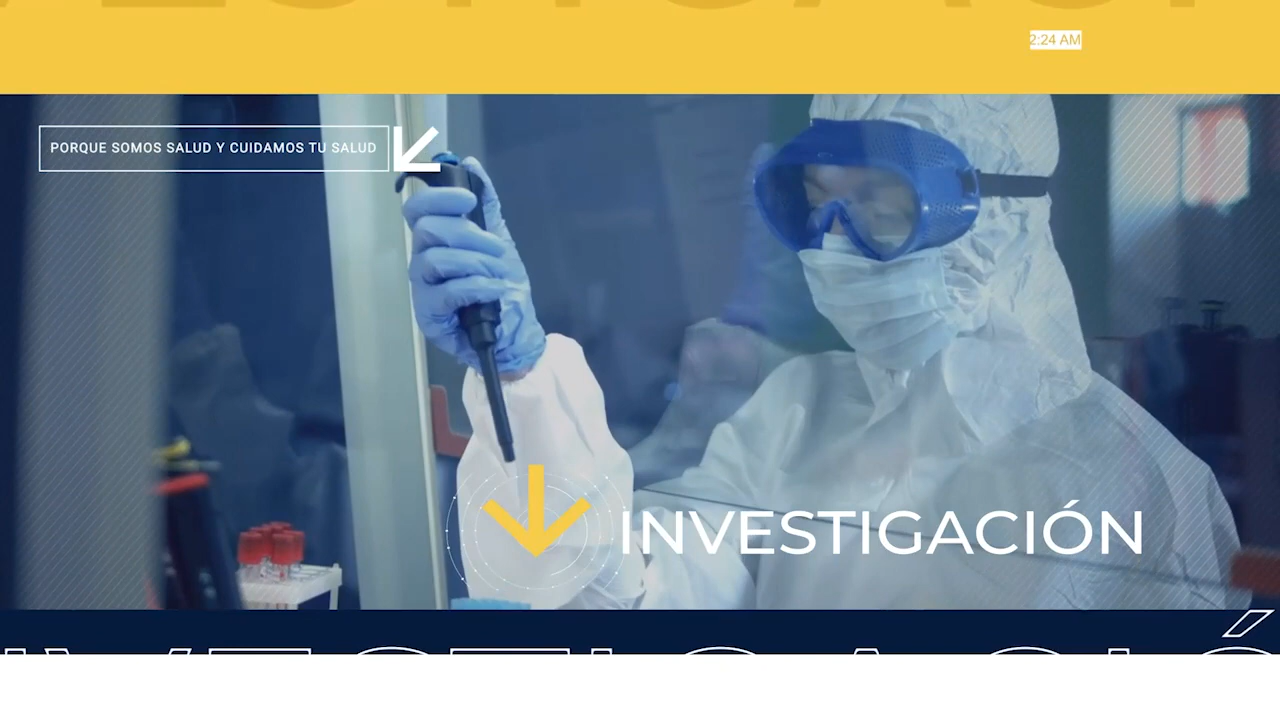 2:24 AM
PORQUE SOMOS SALUD Y CUIDAMOS TU SALUD
INVESTIGACIÓN